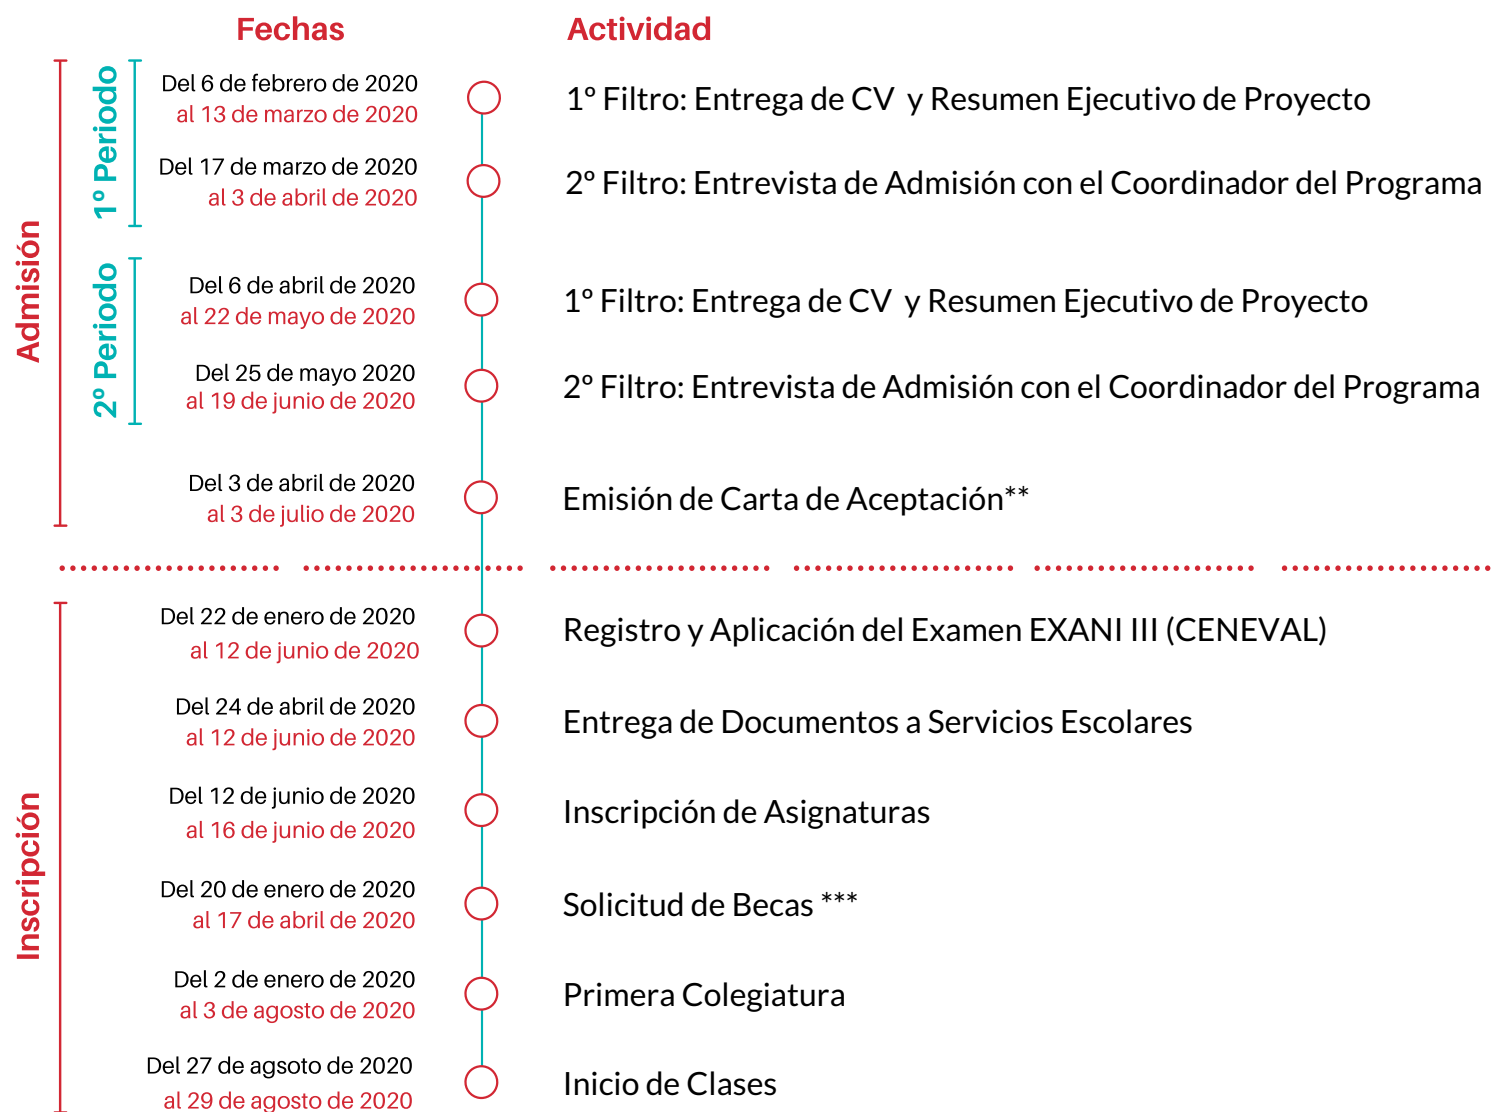 Fechas
Actividad
Admisión
1º Periodo
Del 6 de febrero de 2020
al 13 de marzo de 2020
1º Filtro: Entrega de CV y Resumen Ejecutivo de Proyecto
Del 17 de marzo de 2020
al 3 de abril de 2020
2º Filtro: Entrevista de Admisión con el Coordinador del Programa
2º Periodo
Del 6 de abril de 2020
al 22 de mayo de 2020
1º Filtro: Entrega de CV y Resumen Ejecutivo de Proyecto
Del 25 de mayo 2020
al 19 de junio de 2020
2º Filtro: Entrevista de Admisión con el Coordinador del Programa
Del 3 de abril de 2020
al 3 de julio de 2020
Emisión de Carta de Aceptación**
Inscripción
Del 22 de enero de 2020
al 12 de junio de 2020
Registro y Aplicación del Examen EXANI III (CENEVAL)
Del 24 de abril de 2020
al 12 de junio de 2020
Entrega de Documentos a Servicios Escolares
Del 12 de junio de 2020
al 16 de junio de 2020
Inscripción de Asignaturas
Del 20 de enero de 2020
al 17 de abril de 2020
Solicitud de Becas ***
Del 2 de enero de 2020
al 3 de agosto de 2020
Primera Colegiatura
Del 27 de agsoto de 2020
al 29 de agosto de 2020
Inicio de Clases